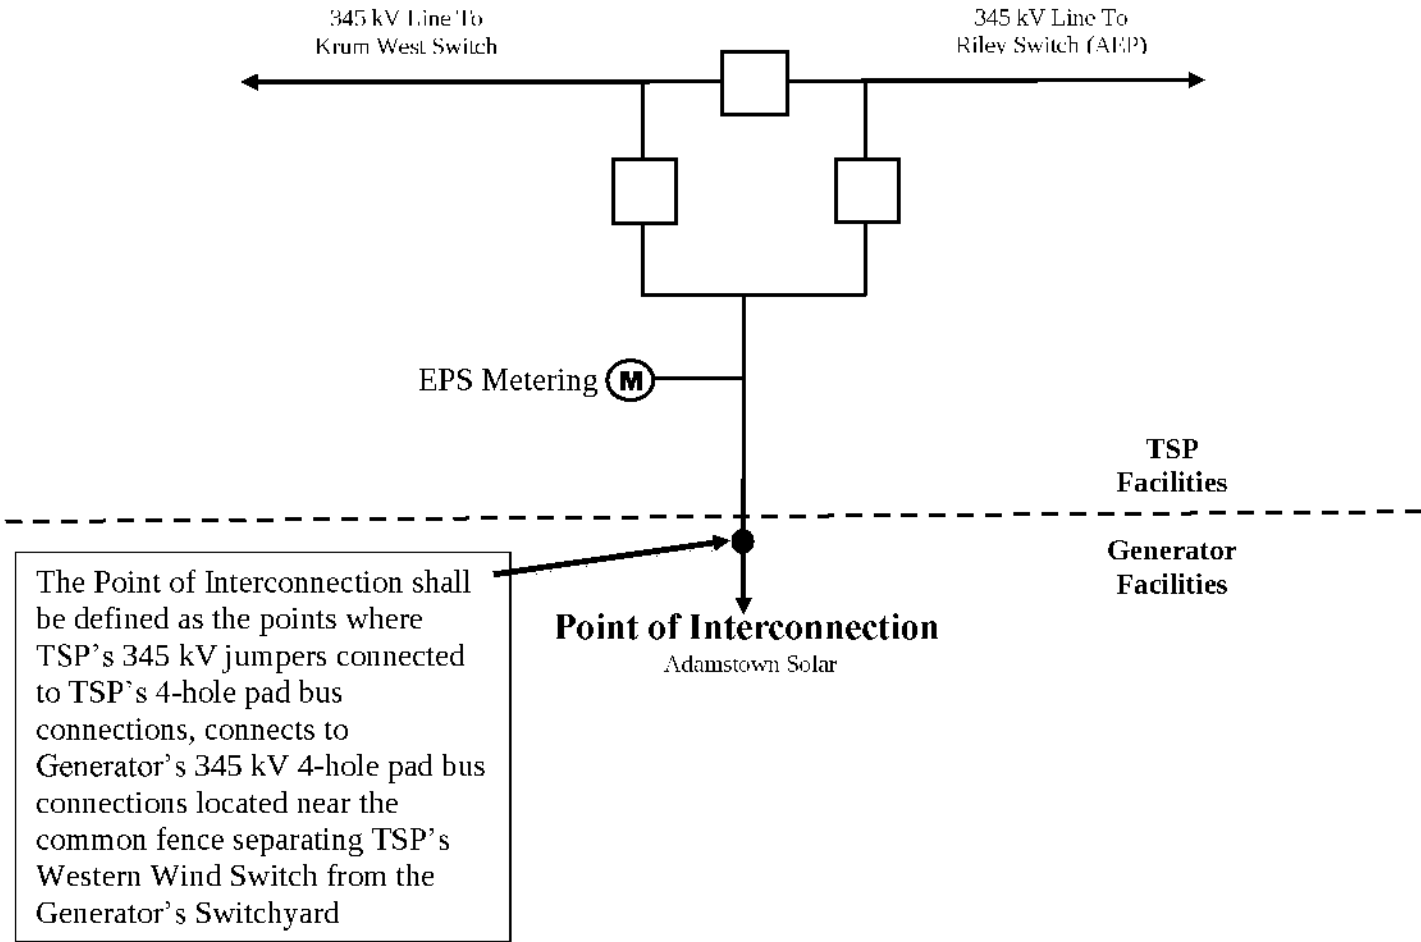 345 kV Line To
Krum West Switch
345 kV Line To
Riley Switch (AEP)
EPS Metering
M
TSP
Facilities
Generator
Facilities
The Point of Interconnection shall
be defined as the points where
TSP's 345 kV jumpers connected
to TSP's 4-hole pad bus
connections, connects to
Generator's 345 kV 4-hole pad bus
connections located near the
common fence separating TSP's
Western Wind Switch from the
Generator's Switchyard
Point of Interconnection
Adamstown Solar